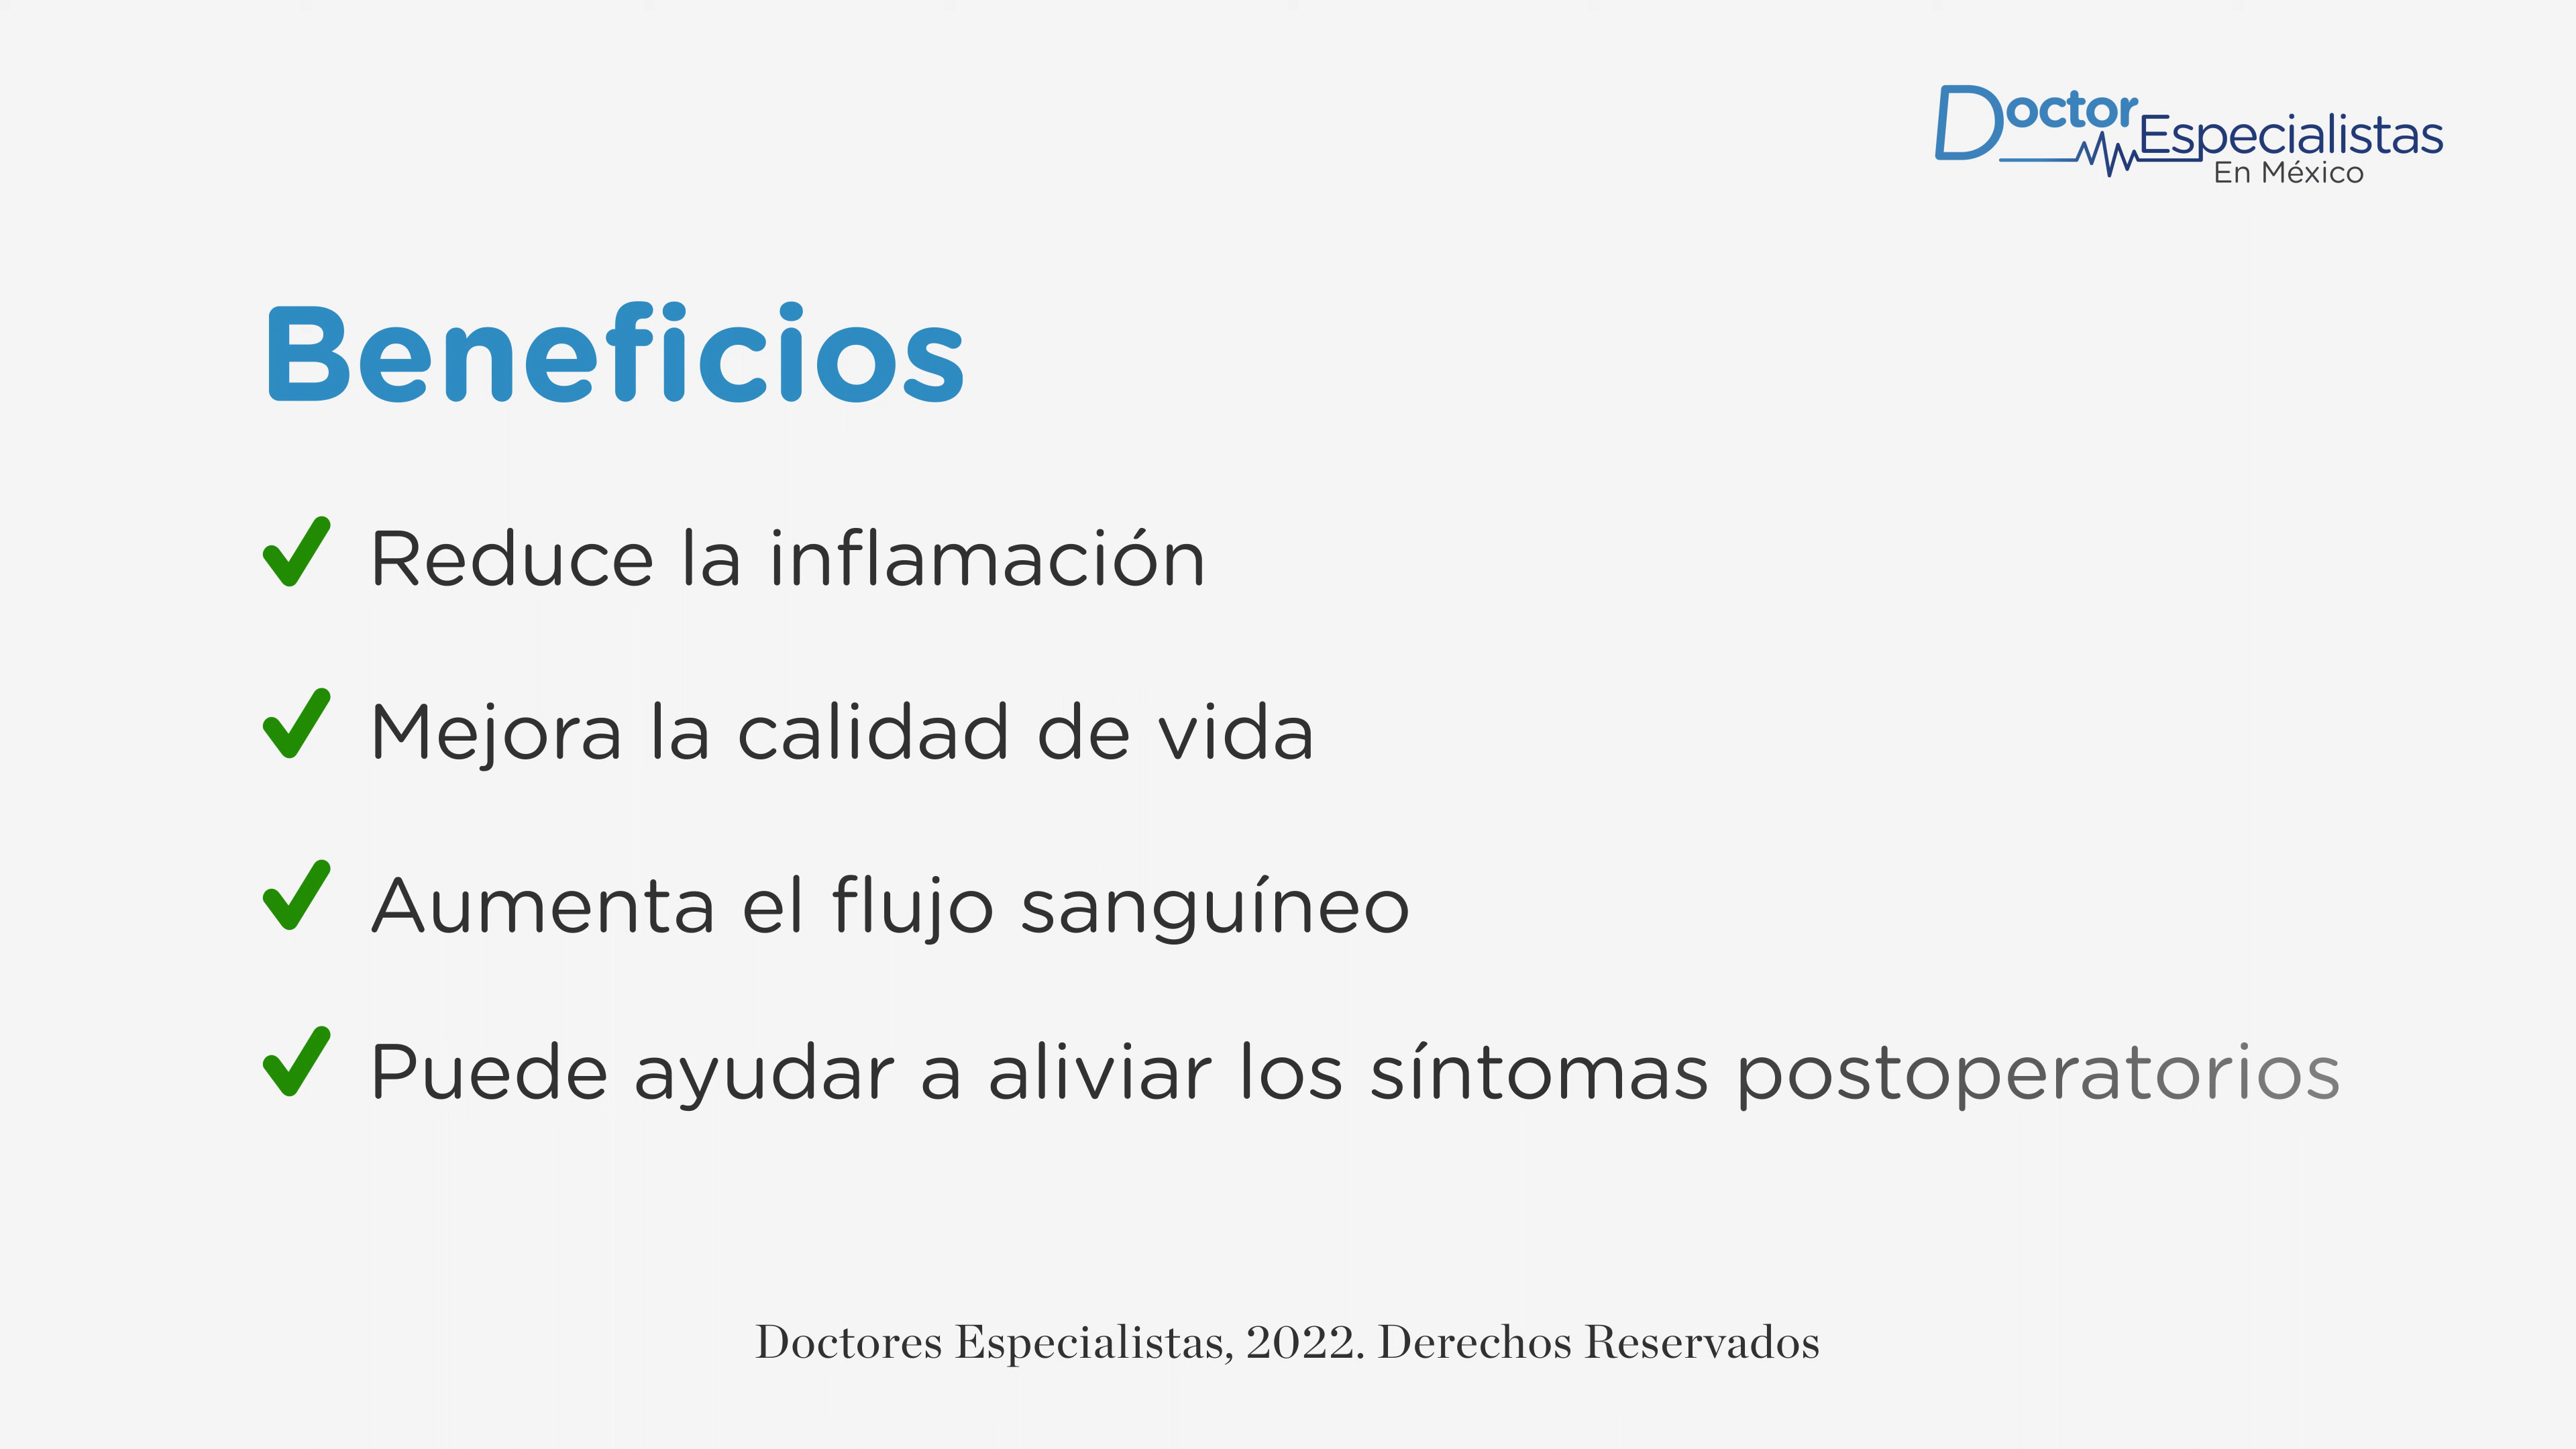 Doctor Especialistas
En México
Beneficios
Reduce la inflamación
Mejora la calidad de vida
Aumenta el flujo sanguíneo
Puede ayudar a aliviar los síntomas postoperatorios
Doctores Especialistas, 2022. Derechos Reservados